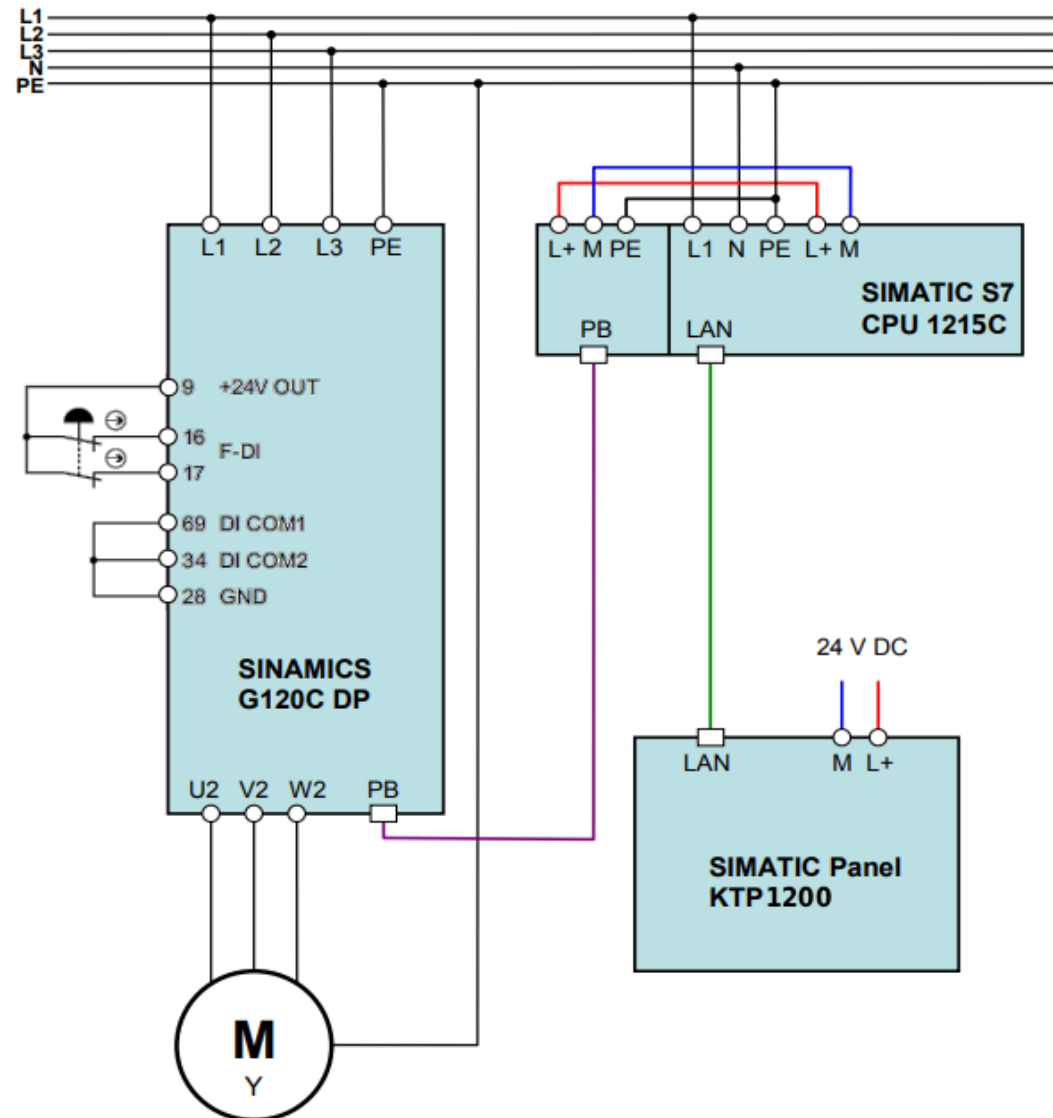 L1
L2
L3
N
PE
L1 L2 L3 PE
L+ M PE L1 N PE L+ M
SIMATIC S7
CPU 1215C
PB LAN
9 +24V OUT
16
F-DI
17
69 DI COM1
34 DI COM2
28 GND
SINAMICS
G120C DP
24 V DC
LAN M L+
U2 V2 W2 PB
SIMATIC Panel
KTP1200
M
Y